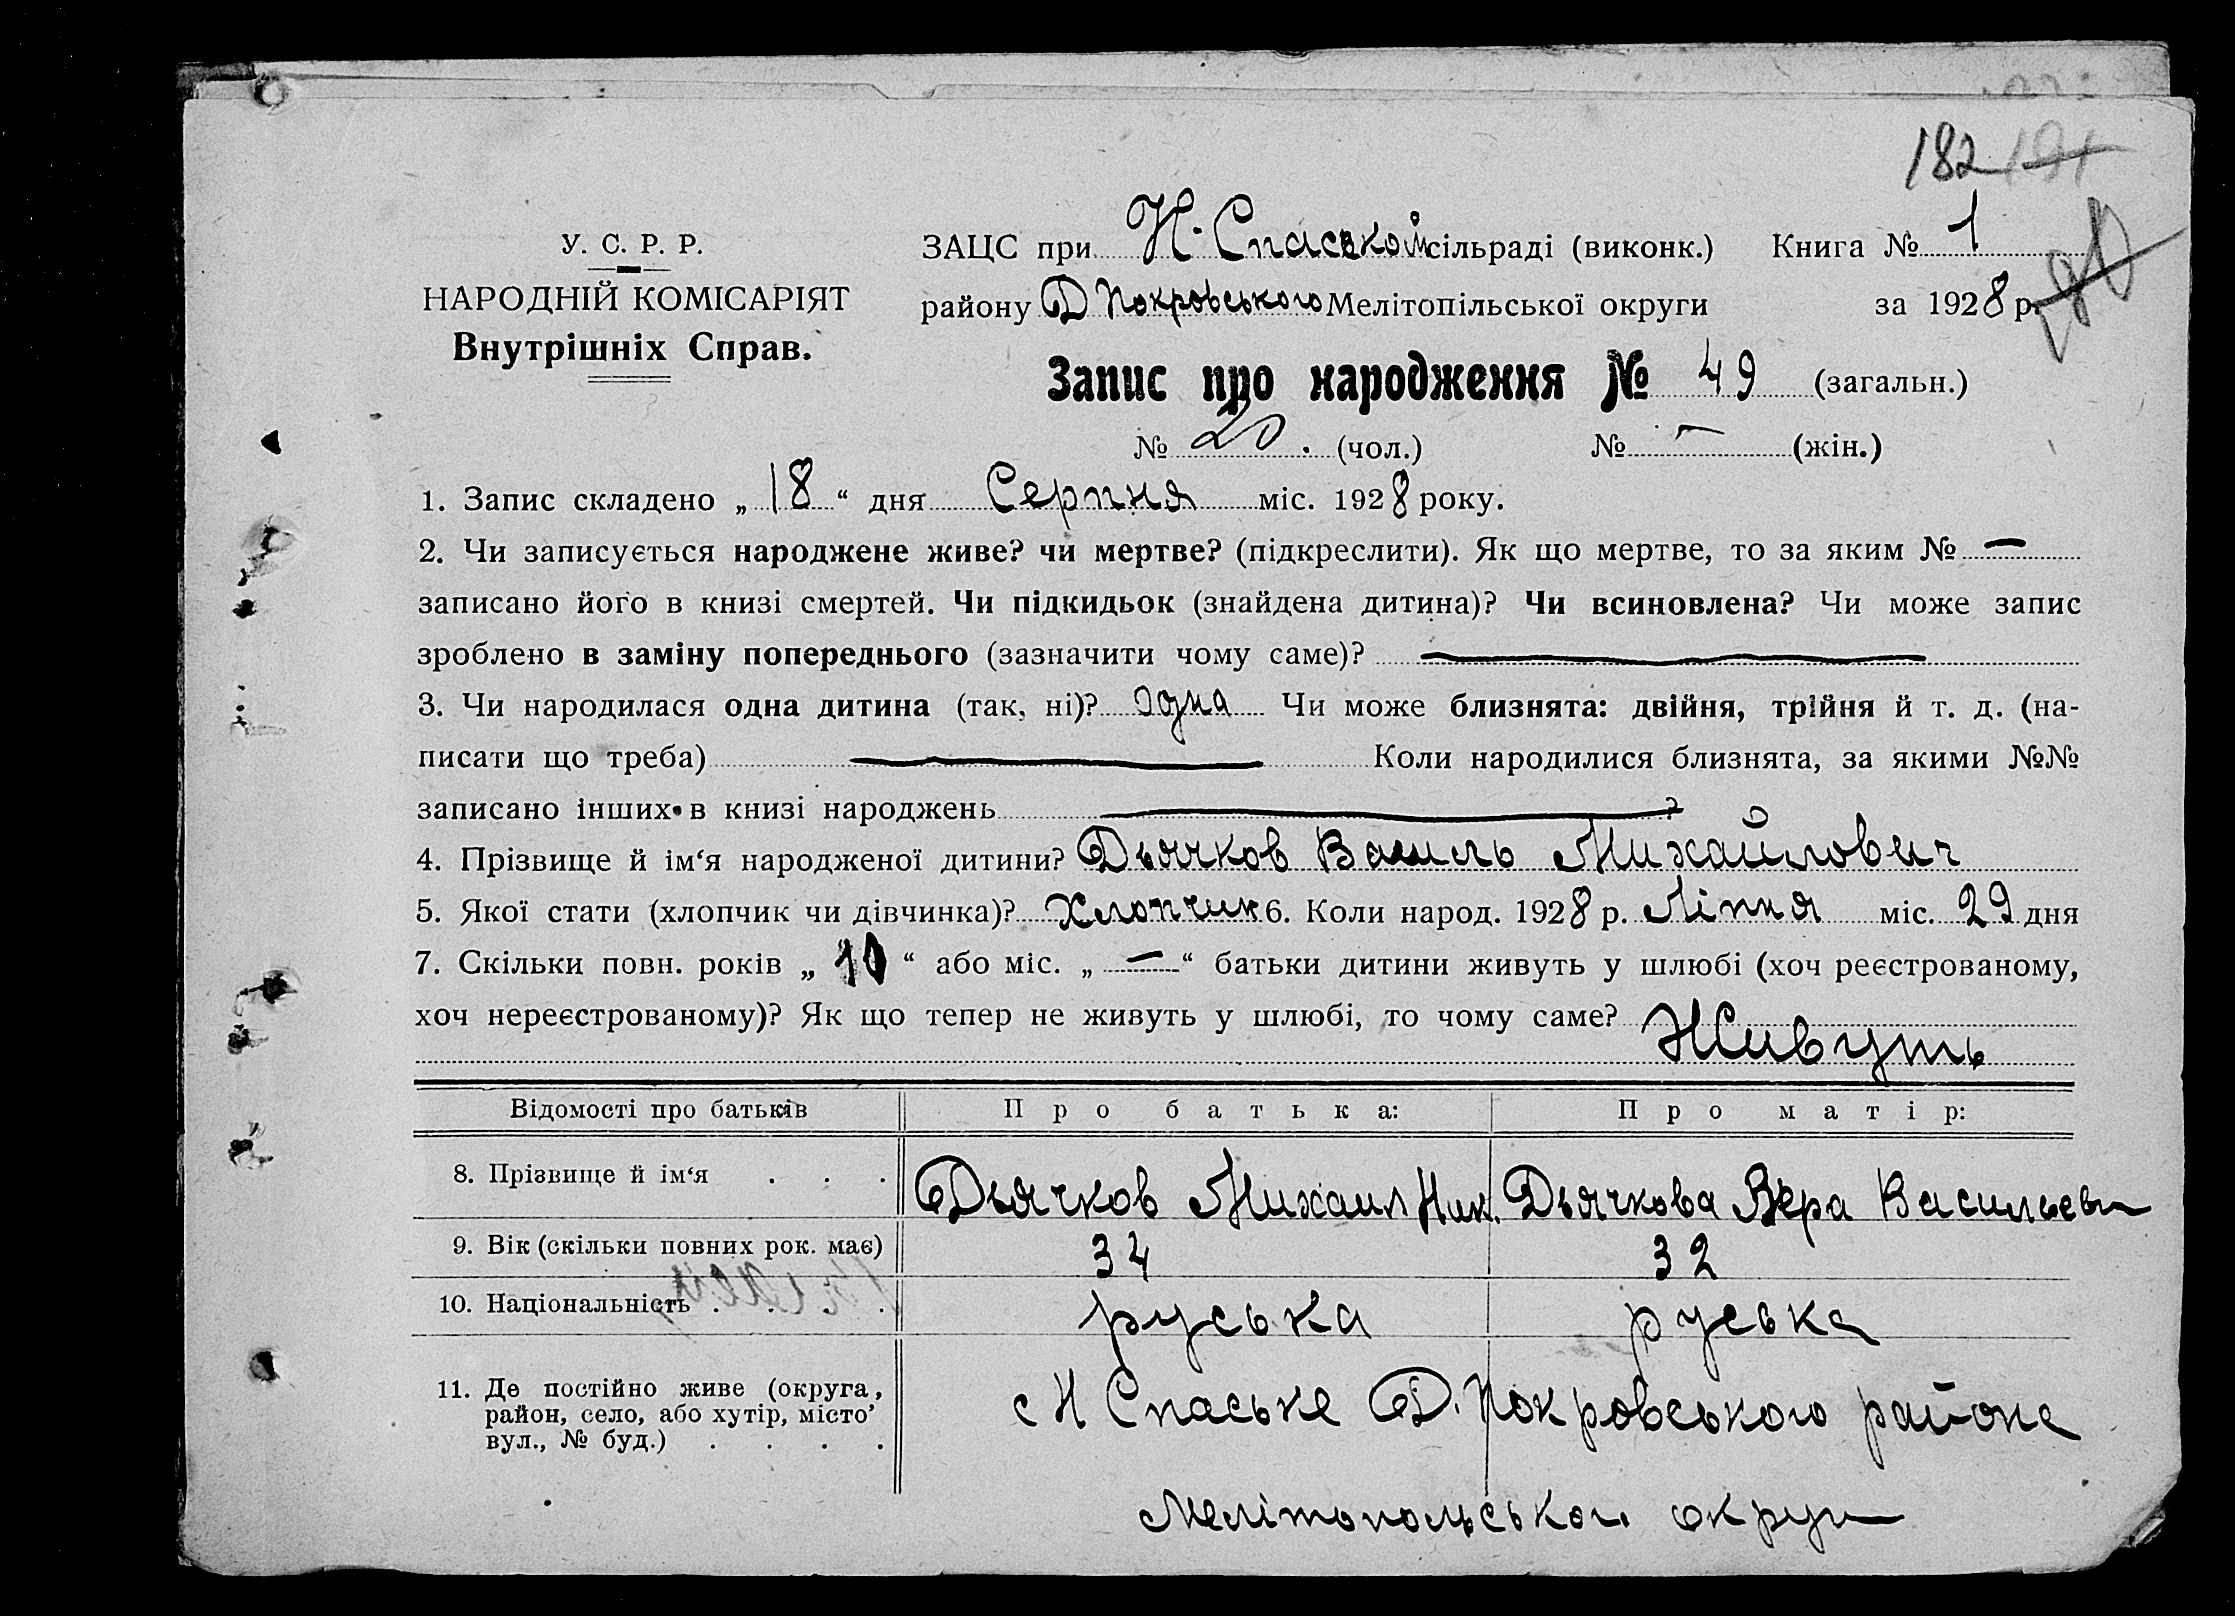 182 191
У. С. Р. Р.
НАРОДНІЙ КОМІСАРІЯТ
Внутрішніх Справ.
ЗАЦС при Н-Спаськом сільраді (виконк.) Книга № 1
району Д Покровського Мелітопільської округи за 1928 р.
Запис про народження № 49 (загальн.)
№ 20. (чол.) № — (жін.)
1. Запис складено „ 18 “ дня Серпня міс. 1928 року.
2. Чи записується народжене живе? чи мертве? (підкреслити). Як що мертве, то за яким № —
записано його в книзі смертей. Чи підкидьок (знайдена дитина)? Чи всиновлена? Чи може запис
зроблено в заміну попереднього (зазначити чому саме)? —
3. Чи народилася одна дитина (так, ні)? одна Чи може близнята: двійня, трійня й т. д. (на-
писати що треба) — Коли народилися близнята, за якими №№
записано інших в книзі народжень — ?
4. Прізвище й ім‘я народженої дитини? Дьячков Василь Михайлович
5. Якої стати (хлопчик чи дівчинка)? Хлопчик 6. Коли народ. 1928 р. Літня міс. 29 дня
7. Скільки повн. років „ 10 “ або міс. „ — “ батьки дитини живуть у шлюбі (хоч реєстрованому,
хоч нереєстрованому)? Як що тепер не живуть у шлюбі, то чому саме? Живуть
Відомості про батьків Про батька: Про матір:
8. Прізвище й ім‘я . . . Дьячков Михаил Ник. Дьячкова Вера Васильевн
9. Вік (скільки повних рок. має) 34 32
10. Національність . . . . руська руська
11. Де постійно живе (округа,
район, село, або хутір, місто’
вул., № буд.) . . . .
с Н Спаське Д. Покровського района
Мелітопольськои округи